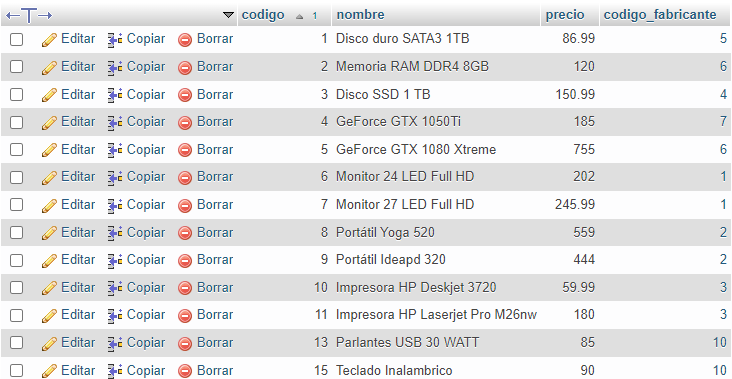 codigo 1 nombre precio codigo_fabricante
Editar Copiar Borrar 1 Disco duro SATA3 1TB 86.99 5
Editar Copiar Borrar 2 Memoria RAM DDR4 8GB 120 6
Editar Copiar Borrar 3 Disco SSD 1 TB 150.99 4
Editar Copiar Borrar 4 GeForce GTX 1050Ti 185 7
Editar Copiar Borrar 5 GeForce GTX 1080 Xtreme 755 6
Editar Copiar Borrar 6 Monitor 24 LED Full HD 202 1
Editar Copiar Borrar 7 Monitor 27 LED Full HD 245.99 1
Editar Copiar Borrar 8 Portátil Yoga 520 559 2
Editar Copiar Borrar 9 Portátil Ideapd 320 444 2
Editar Copiar Borrar 10 Impresora HP Deskjet 3720 59.99 3
Editar Copiar Borrar 11 Impresora HP Laserjet Pro M26nw 180 3
Editar Copiar Borrar 13 Parlantes USB 30 WATT 85 10
Editar Copiar Borrar 15 Teclado Inalambrico 90 10